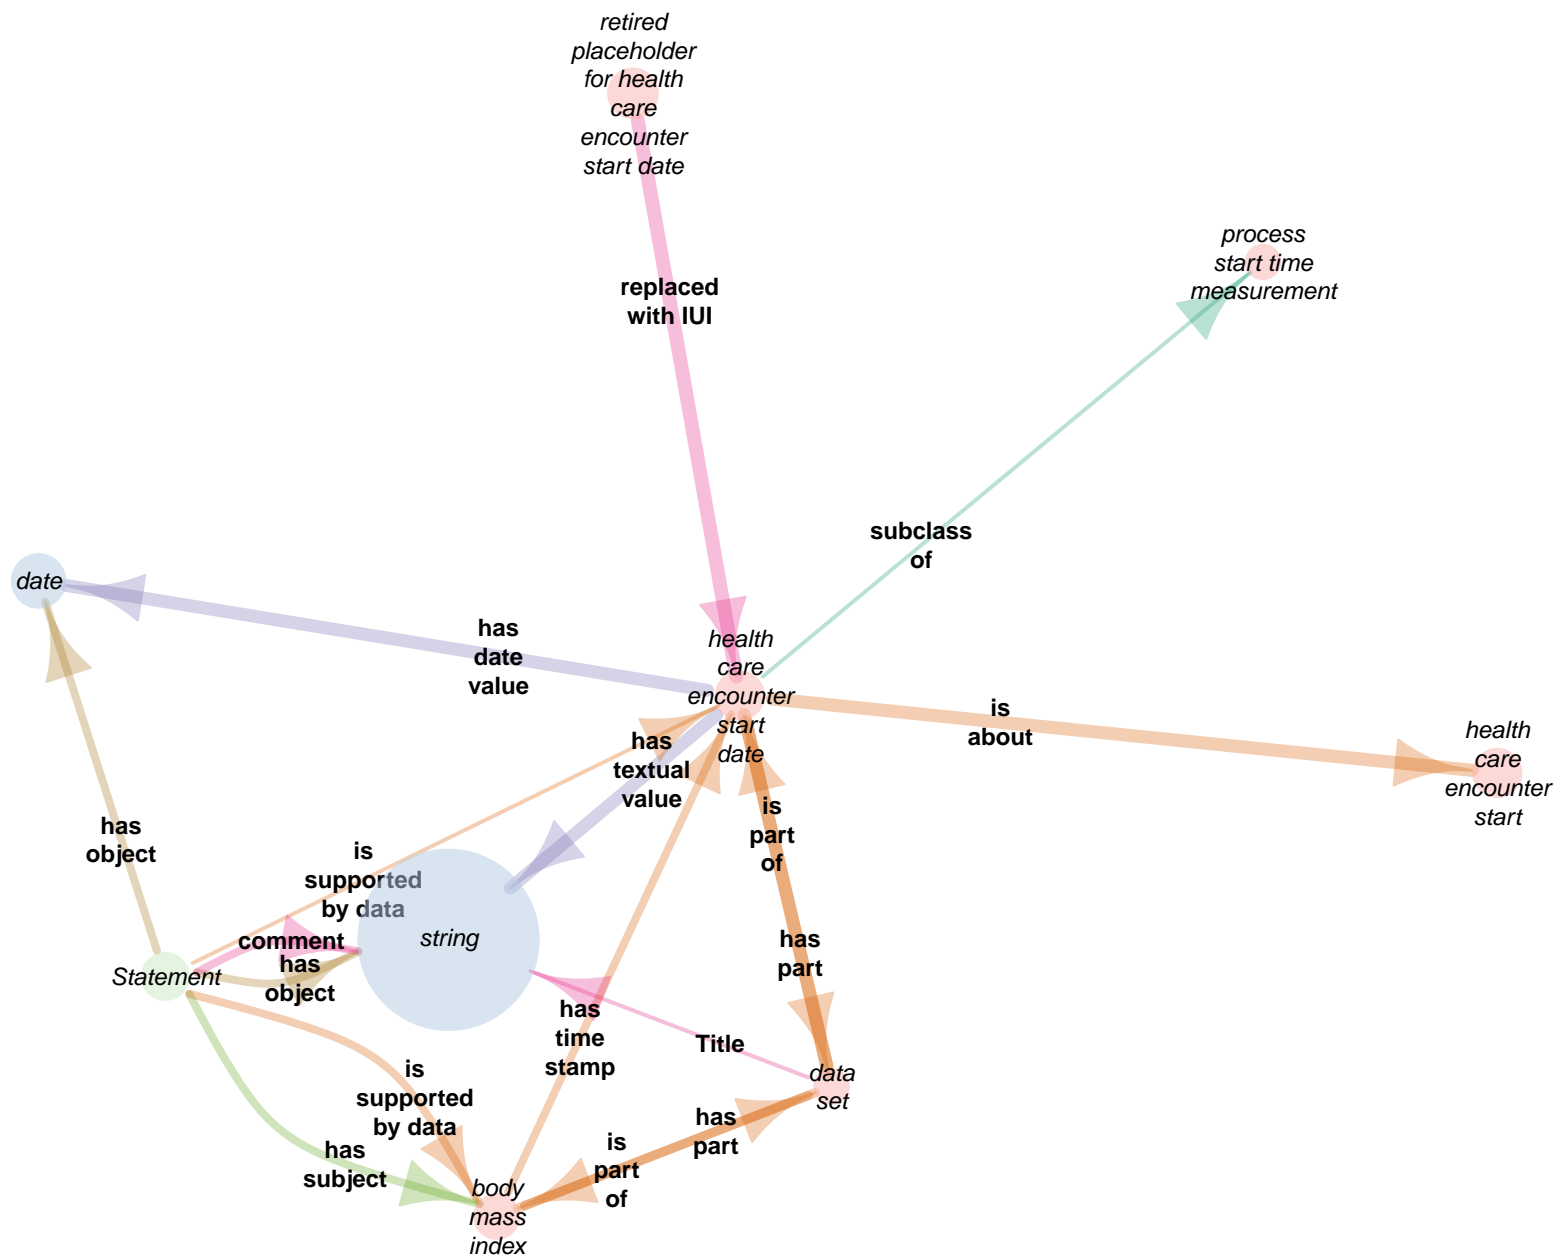 retired
placeholder
for health
care
encounter
start date
process
start time
measurement
replaced
with IUI
subclass
of
date
has
date
value
health
care
encounter
start
date
is
about
health
care
encounter
start
has
textual
value
is
part
of
has
object
is
supported
by data
string
comment
has
object
Statement
has
part
has
time
stamp
Title
data
set
is
supported
by data
has
part
is
part
of
has
subject
body
mass
index